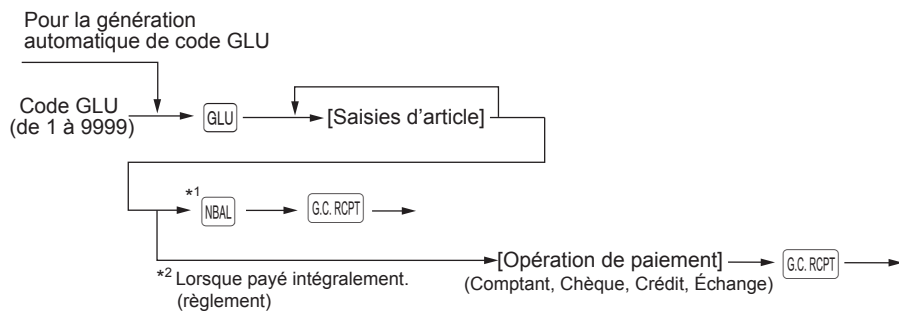 Pour la génération
automatique de code GLU
Code GLU
(de 1 à 9999)
GLU
[Saisies d'article]
*1
NBAL
G.C. RCPT
*2 Lorsque payé intégralement.
(règlement)
[Opération de paiement]
(Comptant, Chèque, Crédit, Échange)
G.C. RCPT